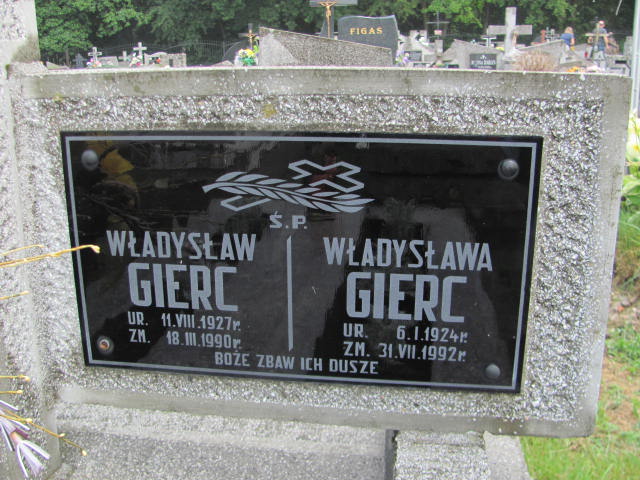 FIGAS
Ś.P.
WŁADYSŁAW
GIERC
UR. 11.VIII.1927r.
ZM. 18.III.1990r.
WŁADYSŁAWA
GIERC
UR. 6.I.1924r.
ZM. 31.VII.1992r.
BOŻE ZBAW ICH DUSZE